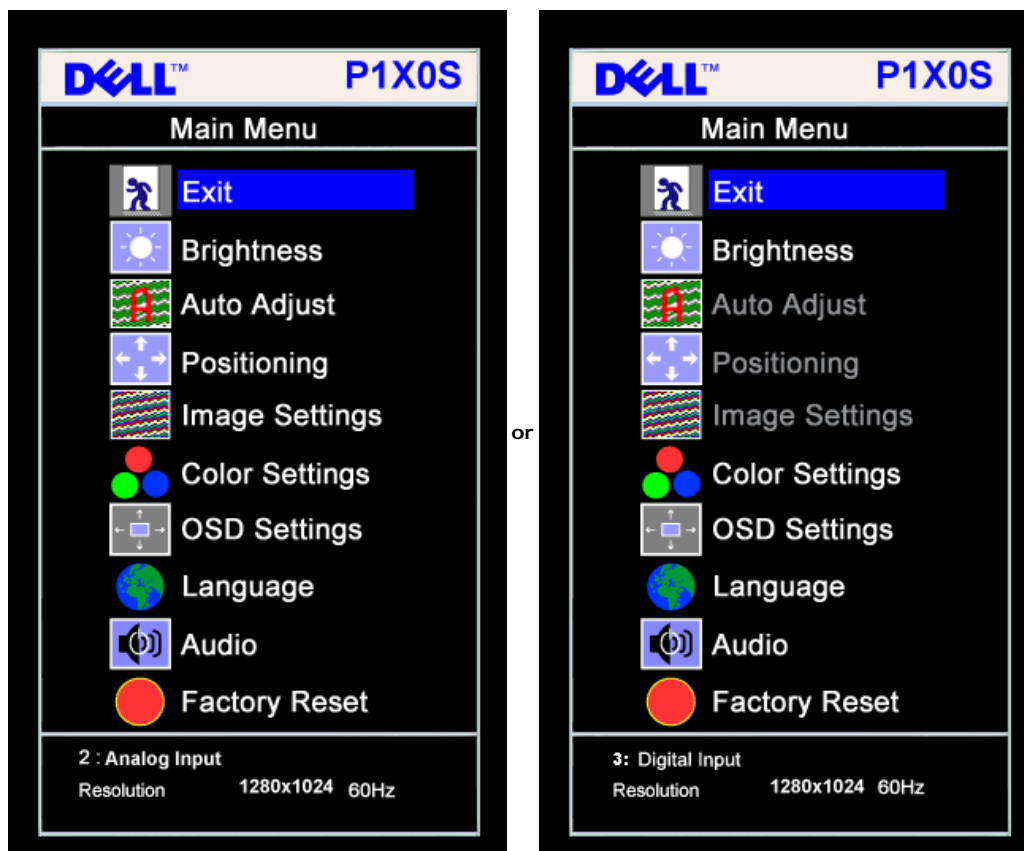 DELL™ P1X0S
Main Menu
Exit
Brightness
Auto Adjust
Positioning
Image Settings
Color Settings
OSD Settings
Language
Audio
Factory Reset
2 : Analog Input
Resolution 1280x1024 60Hz
or
DELL™ P1X0S
Main Menu
Exit
Brightness
Auto Adjust
Positioning
Image Settings
Color Settings
OSD Settings
Language
Audio
Factory Reset
3: Digital Input
Resolution 1280x1024 60Hz